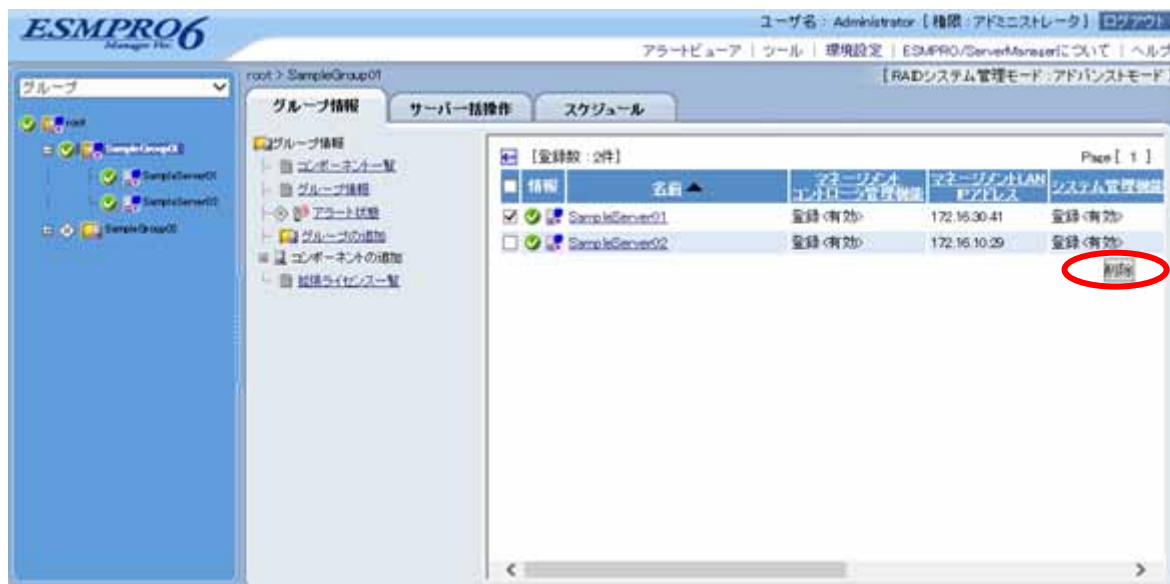 ESMPRO6
Manager Ver.
ユーザ名 : Administrator [ 権限 : アドミニストレータ ] ログアウト
アラートビューア | ツール | 環境設定 | ESMPRO/ServerManagerについて | ヘルプ
グループ
root
SampleGroup01
SampleServer01
SampleServer02
SampleGroup02
root > SampleGroup01
[ RAIDシステム管理モード : アドバンストモード ]
グループ情報 サーバ一括操作 スケジュール
グループ情報
コンポーネント一覧
グループ情報
アラート状態
グループの追加
コンポーネントの追加
拡張ライセンス一覧
[登録数 : 2件] Page [ 1 ]
情報 名前▲ マネージメントコントローラ管理機能 マネージメントLAN IPアドレス システム管理機能
SampleServer01 登録<有効> 172.16.30.41 登録<有効>
SampleServer02 登録<有効> 172.16.10.29 登録<有効>
削除